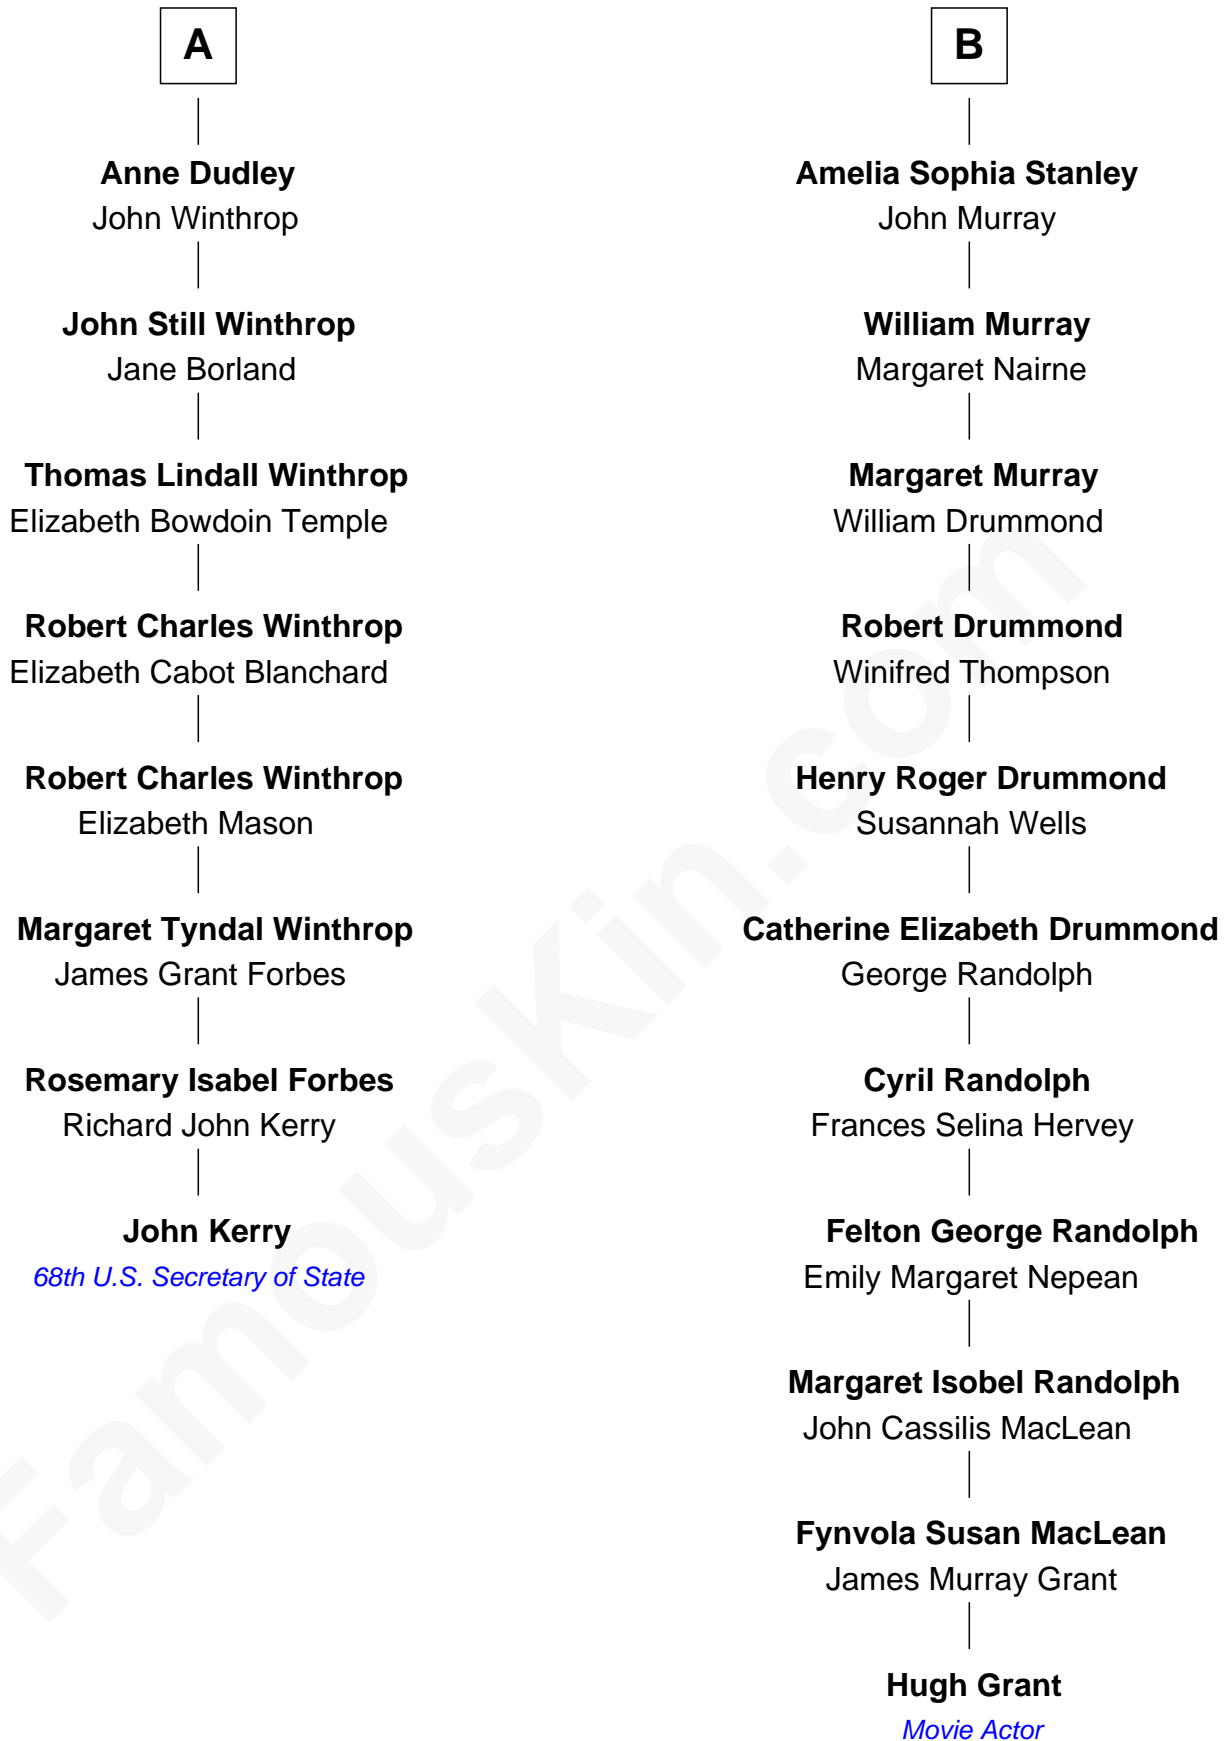 A
Anne Dudley
John Winthrop
John Still Winthrop
Jane Borland
Thomas Lindall Winthrop
Elizabeth Bowdoin Temple
Robert Charles Winthrop
Elizabeth Cabot Blanchard
Robert Charles Winthrop
Elizabeth Mason
Margaret Tyndal Winthrop
James Grant Forbes
Rosemary Isabel Forbes
Richard John Kerry
John Kerry
68th U.S. Secretary of State
B
Amelia Sophia Stanley
John Murray
William Murray
Margaret Nairne
Margaret Murray
William Drummond
Robert Drummond
Winifred Thompson
Henry Roger Drummond
Susannah Wells
Catherine Elizabeth Drummond
George Randolph
Cyril Randolph
Frances Selina Hervey
Felton George Randolph
Emily Margaret Nepean
Margaret Isobel Randolph
John Cassilis MacLean
Fynvola Susan MacLean
James Murray Grant
Hugh Grant
Movie Actor
FamousKin.com